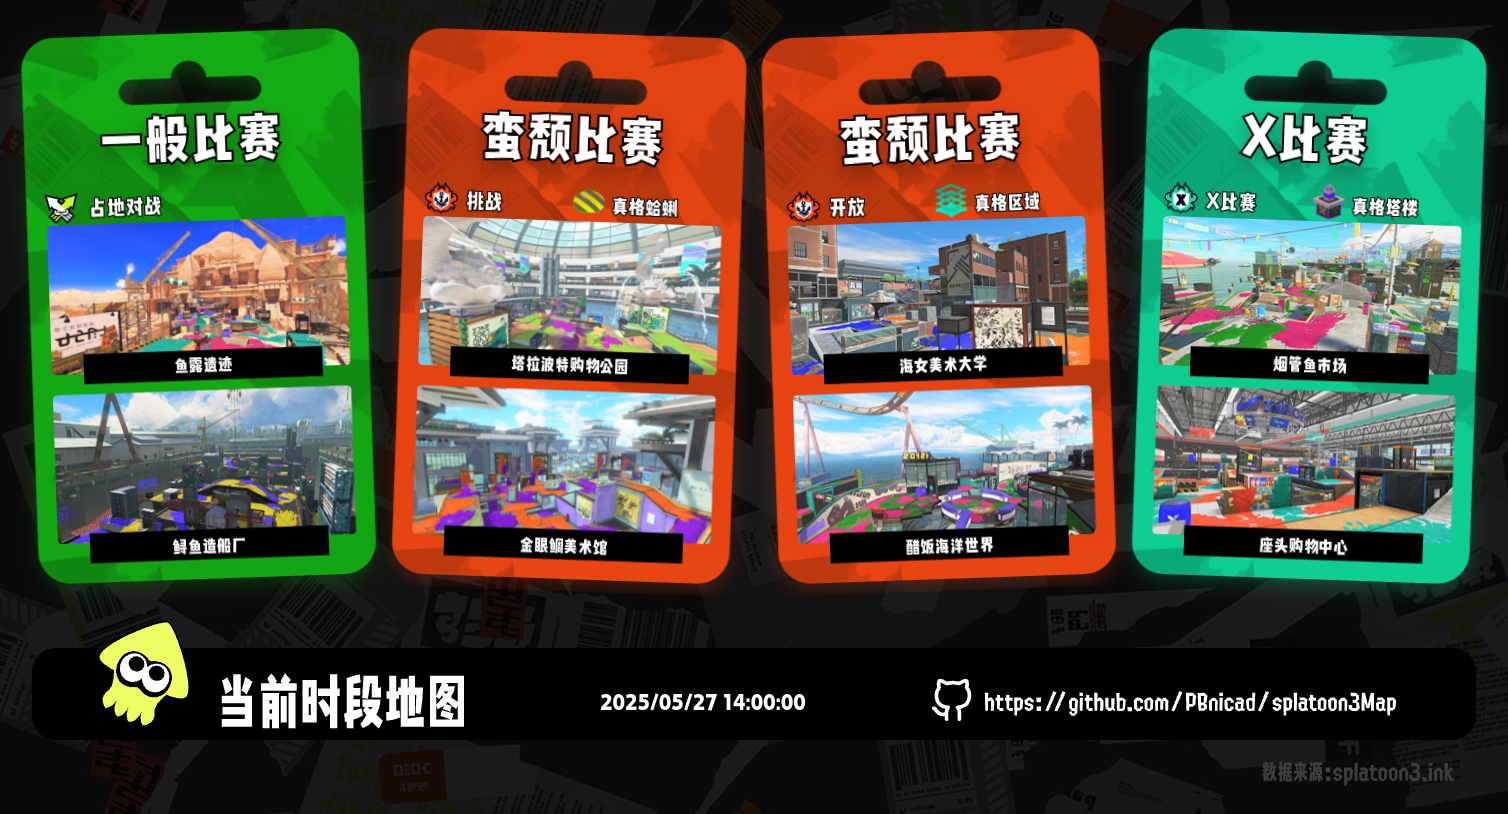 一般比赛
占地对战
鱼露遗迹
鲟鱼造船厂
蛮颓比赛
挑战
真格蛤蜊
塔拉波特购物公园
金眼鲷美术馆
蛮颓比赛
开放
真格区域
海女美术大学
醋饭海洋世界
X比赛
X比赛
真格塔楼
烟管鱼市场
座头购物中心
当前时段地图
2025/05/27 14:00:00
https://github.com/PBnicad/splatoon3Map
数据来源:splatoon3.ink